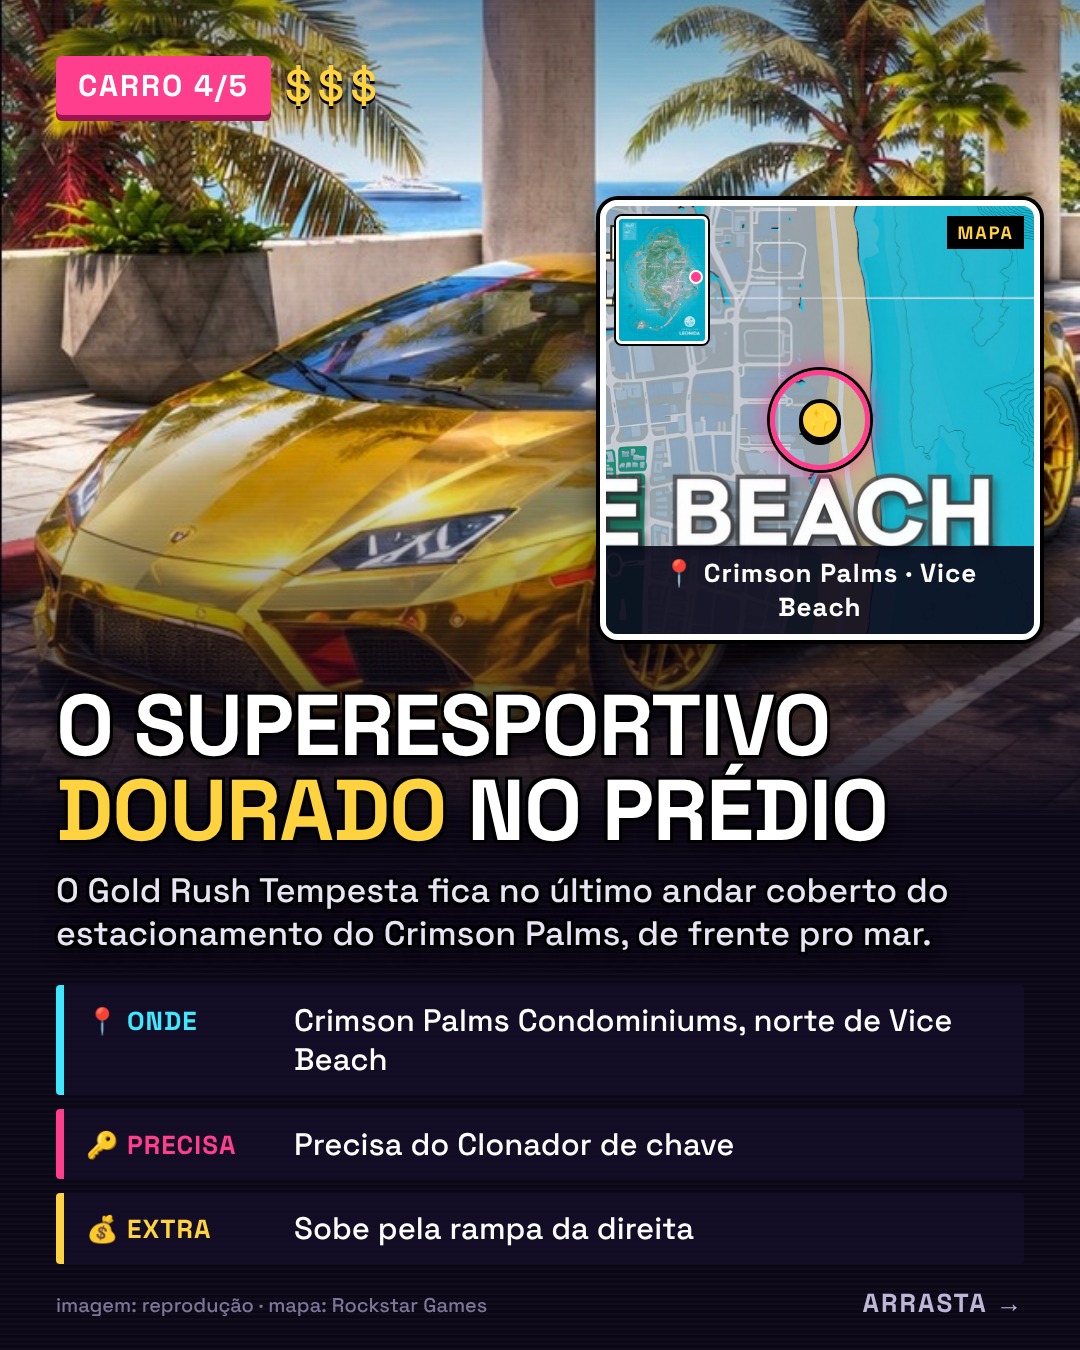 CARRO 4/5
$$$
MAPA
LEONIDA
E BEACH
📍 Crimson Palms · Vice
Beach
O SUPERESPORTIVO
DOURADO NO PRÉDIO
O Gold Rush Tempesta fica no último andar coberto do
estacionamento do Crimson Palms, de frente pro mar.
📍 ONDE
Crimson Palms Condominiums, norte de Vice
Beach
🔑 PRECISA
Precisa do Clonador de chave
💰 EXTRA
Sobe pela rampa da direita
imagem: reprodução · mapa: Rockstar Games
ARRASTA →